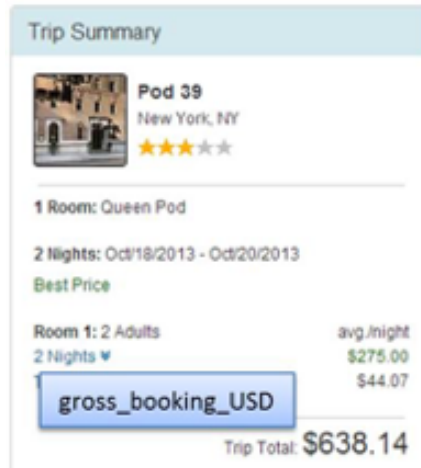 Trip Summary
Pod 39
New York, NY
1 Room: Queen Pod
2 Nights: Oct/18/2013 - Oct/20/2013
Best Price
Room 1: 2 Adults avg./night
2 Nights $275.00
$44.07
gross_booking_USD
Trip Total: $638.14